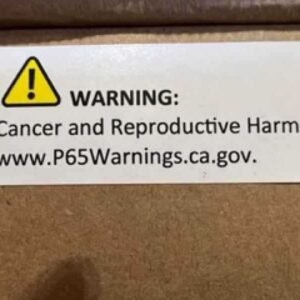 WARNING:
Cancer and Reproductive Harm
www.P65Warnings.ca.gov.